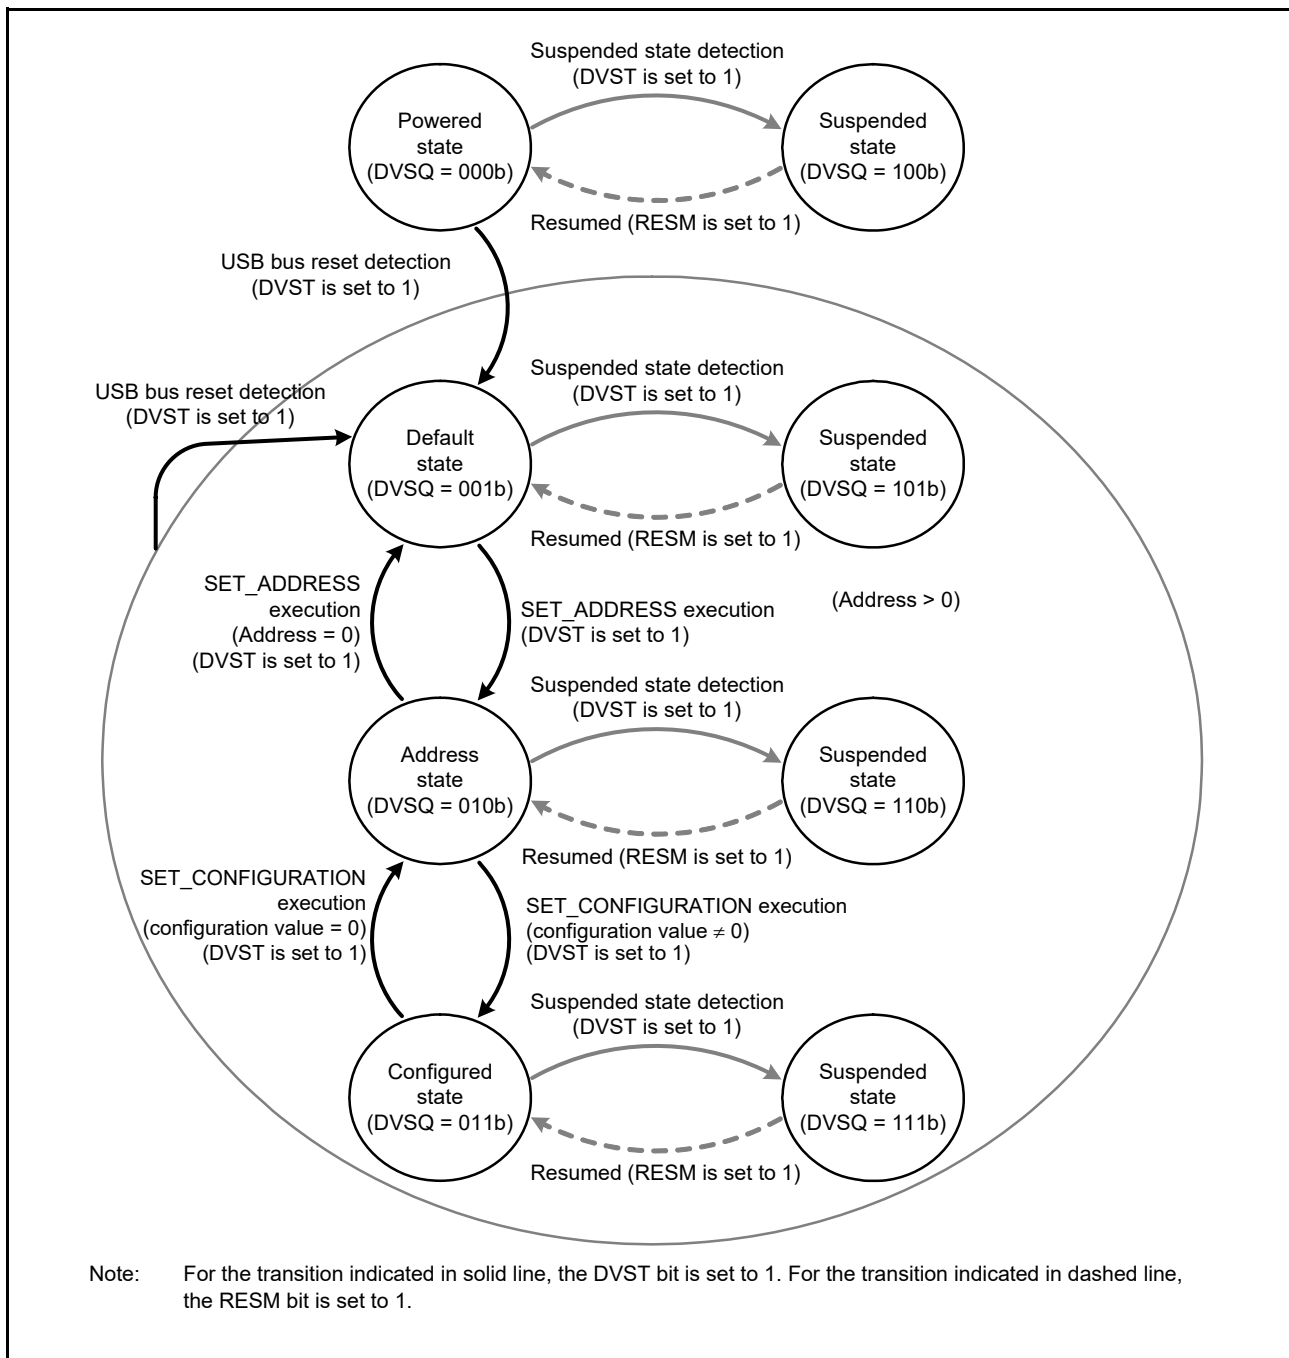 Suspended state detection
(DVST is set to 1)
Powered
state
(DVSQ = 000b)
Suspended
state
(DVSQ = 100b)
Resumed (RESM is set to 1)
USB bus reset detection
(DVST is set to 1)
USB bus reset detection
(DVST is set to 1)
Suspended state detection
(DVST is set to 1)
Default
state
(DVSQ = 001b)
Suspended
state
(DVSQ = 101b)
Resumed (RESM is set to 1)
SET_ADDRESS
execution
(Address = 0)
(DVST is set to 1)
SET_ADDRESS execution
(DVST is set to 1)
(Address > 0)
Suspended state detection
(DVST is set to 1)
Address
state
(DVSQ = 010b)
Suspended
state
(DVSQ = 110b)
Resumed (RESM is set to 1)
SET_CONFIGURATION
execution
(configuration value = 0)
(DVST is set to 1)
SET_CONFIGURATION execution
(configuration value ≠ 0)
(DVST is set to 1)
Suspended state detection
(DVST is set to 1)
Configured
state
(DVSQ = 011b)
Suspended
state
(DVSQ = 111b)
Resumed (RESM is set to 1)
Note: For the transition indicated in solid line, the DVST bit is set to 1. For the transition indicated in dashed line,
the RESM bit is set to 1.